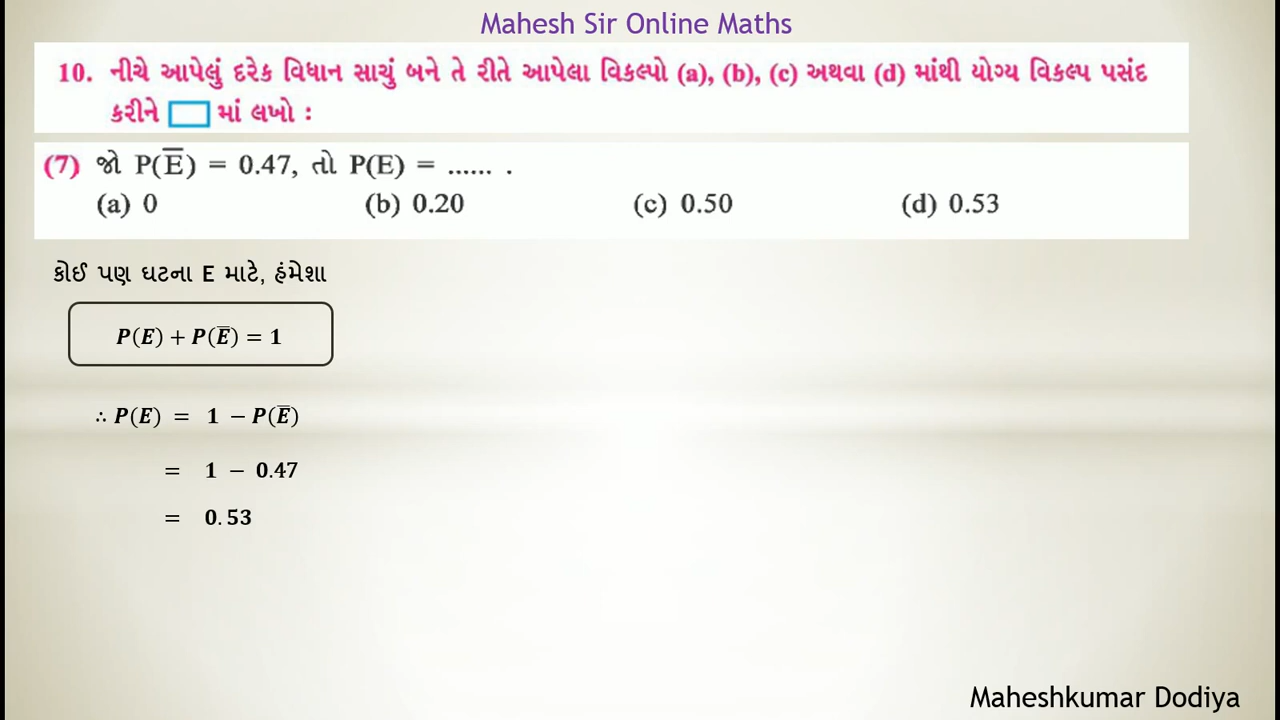 Mahesh Sir Online Maths
10. નીચે આપેલું દરેક વિધાન સાચું બને તે રીતે આપેલા વિકલ્પો (a), (b), (c) અથવા (d) માંથી યોગ્ય વિકલ્પ પસંદ
કરીને માં લખો :
(7) જો P(E̅) = 0.47, તો P(E) = ...... .
(a) 0 (b) 0.20 (c) 0.50 (d) 0.53
કોઈ પણ ઘટના E માટે, હંમેશા
P(E) + P(E̅) = 1
∴ P(E) = 1 − P(E̅)
= 1 − 0.47
= 0.53
Maheshkumar Dodiya